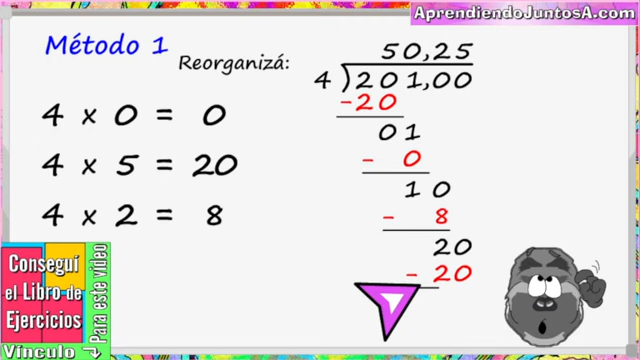 AprendiendoJuntosA.com
Método 1
Reorganizá:
4 x 0 = 0
4 x 5 = 20
4 x 2 = 8
50,25
4 )201,00
-20
01
- 0
10
- 8
20
- 20
Conseguí
el Libro de
Ejercicios
Vínculo
Para este video